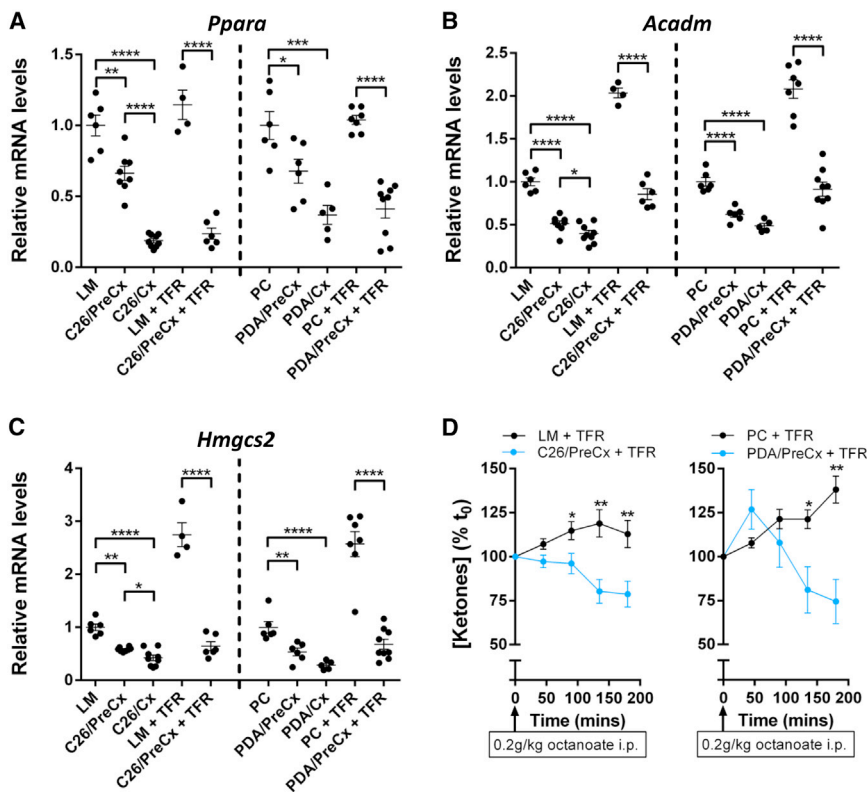 A
Ppara
Relative mRNA levels
1.5
1.0
0.5
0.0
****
**
****
****
***
*
****
LM
C26/PreCx
C26/Cx
LM + TFR
C26/PreCx + TFR
PC
PDA/PreCx
PDA/Cx
PC + TFR
PDA/PreCx + TFR
B
Acadm
Relative mRNA levels
2.5
2.0
1.5
1.0
0.5
0.0
****
****
*
****
****
****
****
LM
C26/PreCx
C26/Cx
LM + TFR
C26/PreCx + TFR
PC
PDA/PreCx
PDA/Cx
PC + TFR
PDA/PreCx + TFR
C
Hmgcs2
Relative mRNA levels
4
3
2
1
0
****
**
*
****
****
**
****
LM
C26/PreCx
C26/Cx
LM + TFR
C26/PreCx + TFR
PC
PDA/PreCx
PDA/Cx
PC + TFR
PDA/PreCx + TFR
D
LM + TFR
C26/PreCx + TFR
[Ketones] (% t0)
150
125
100
75
50
* ** **
0 50 100 150 200
Time (mins)
0.2g/kg octanoate i.p.
PC + TFR
PDA/PreCx + TFR
150
125
100
75
50
* **
0 50 100 150 200
Time (mins)
0.2g/kg octanoate i.p.